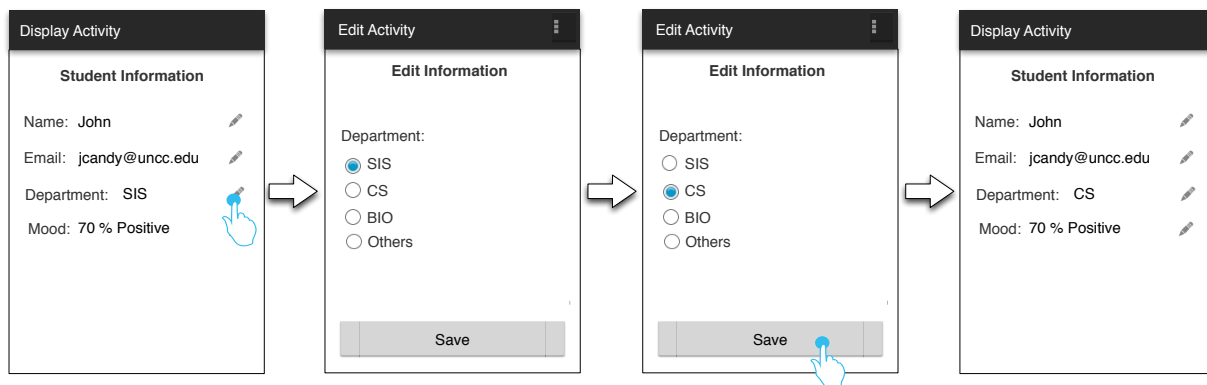 Display Activity
Student Information
Name: John
Email: jcandy@uncc.edu
Department: SIS
Mood: 70 % Positive
Edit Activity
Edit Information
Department:
SIS
CS
BIO
Others
Save
Edit Activity
Edit Information
Department:
SIS
CS
BIO
Others
Save
Display Activity
Student Information
Name: John
Email: jcandy@uncc.edu
Department: CS
Mood: 70 % Positive